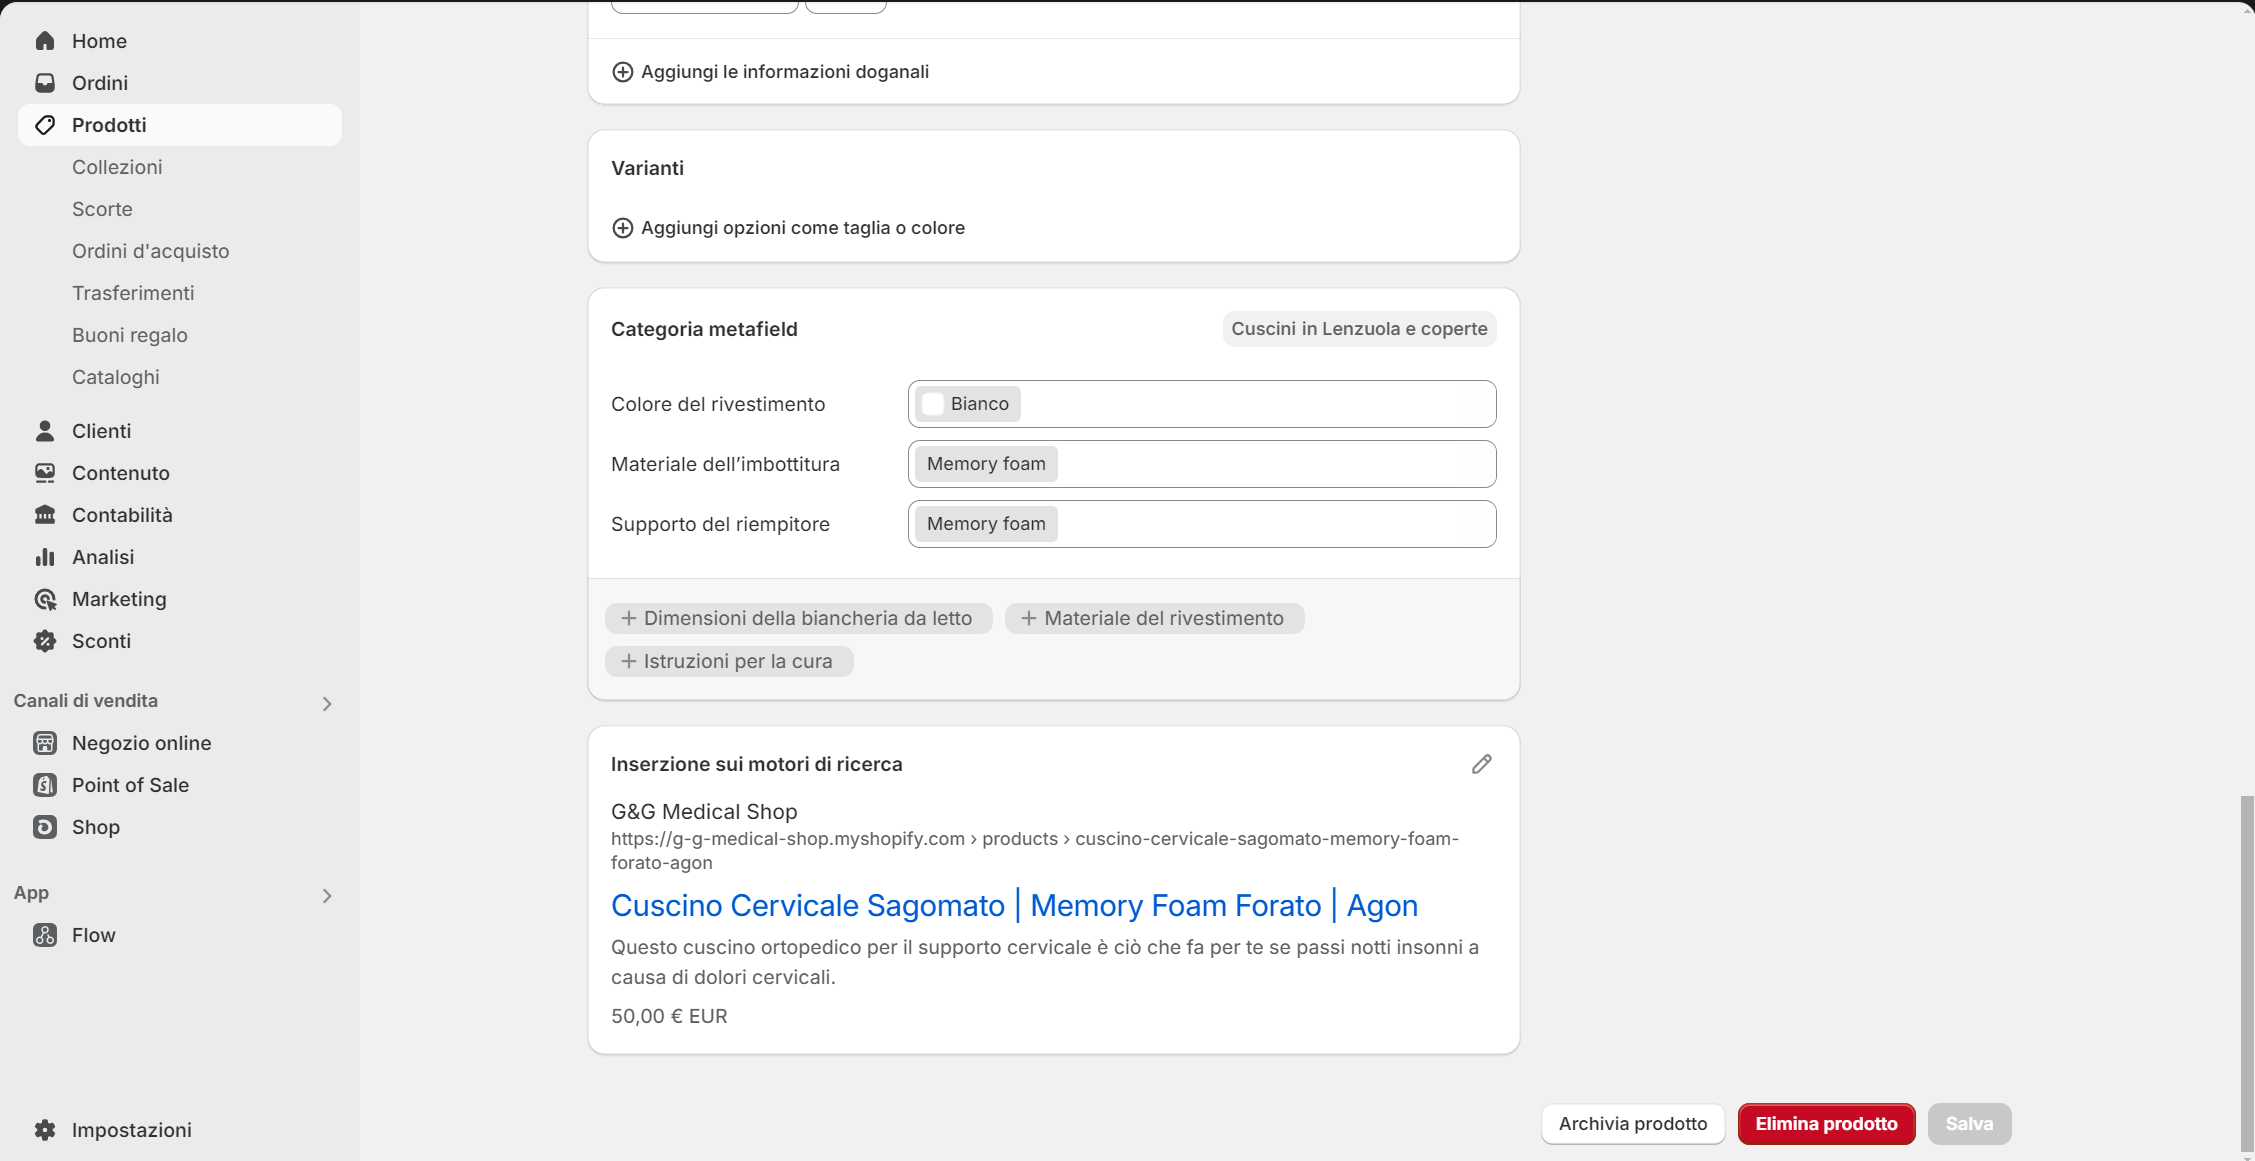 Home
Ordini
Prodotti
Collezioni
Scorte
Ordini d'acquisto
Trasferimenti
Buoni regalo
Cataloghi
Clienti
Contenuto
Contabilità
Analisi
Marketing
Sconti
Canali di vendita
Negozio online
Point of Sale
Shop
App
Flow
Impostazioni
Aggiungi le informazioni doganali
Varianti
Aggiungi opzioni come taglia o colore
Categoria metafield
Cuscini in Lenzuola e coperte
Colore del rivestimento
Bianco
Materiale dell’imbottitura
Memory foam
Supporto del riempitore
Memory foam
+ Dimensioni della biancheria da letto
+ Materiale del rivestimento
+ Istruzioni per la cura
Inserzione sui motori di ricerca
G&G Medical Shop
https://g-g-medical-shop.myshopify.com › products › cuscino-cervicale-sagomato-memory-foam-
forato-agon
Cuscino Cervicale Sagomato | Memory Foam Forato | Agon
Questo cuscino ortopedico per il supporto cervicale è ciò che fa per te se passi notti insonni a
causa di dolori cervicali.
50,00 € EUR
Archivia prodotto
Elimina prodotto
Salva